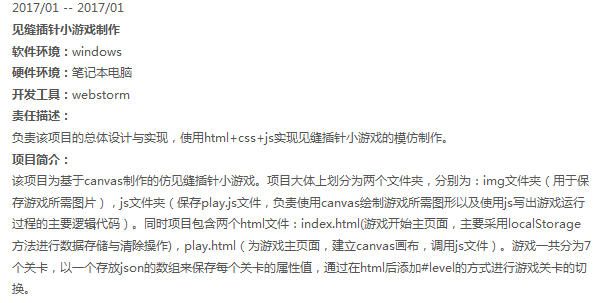 2017/01 -- 2017/01
见缝插针小游戏制作
软件环境：windows
硬件环境：笔记本电脑
开发工具：webstorm
责任描述：
负责该项目的总体设计与实现，使用html+css+js实现见缝插针小游戏的模仿制作。
项目简介：
该项目为基于canvas制作的仿见缝插针小游戏。项目大体上划分为两个文件夹，分别为：img文件夹（用于保
存游戏所需图片），js文件夹（保存play.js文件，负责使用canvas绘制游戏所需图形以及使用js写出游戏运行
过程的主要逻辑代码）。同时项目包含两个html文件：index.html(游戏开始主页面，主要采用localStorage
方法进行数据存储与清除操作)，play.html（为游戏主页面，建立canvas画布，调用js文件）。游戏一共分为7
个关卡，以一个存放json的数组来保存每个关卡的属性值，通过在html后添加#level的方式进行游戏关卡的切
换。